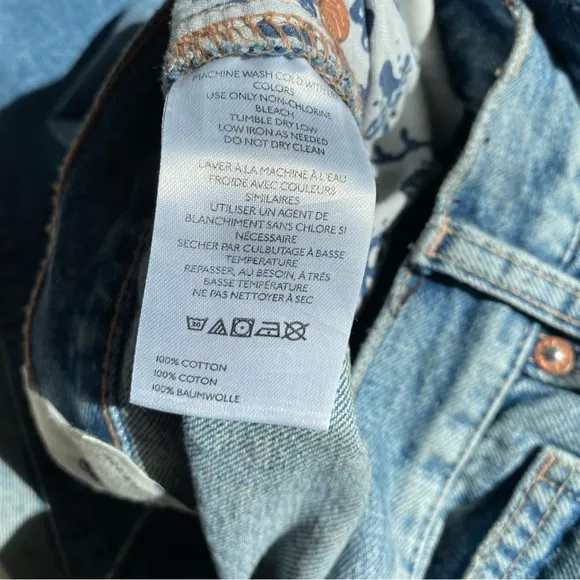 MACHINE WASH COLD WITH LIKE
COLORS
USE ONLY NON-CHLORINE
BLEACH
TUMBLE DRY LOW
LOW IRON AS NEEDED
DO NOT DRY CLEAN
LAVER À LA MACHINE À L'EAU
FROIDE AVEC COULEURS
SIMILAIRES
UTILISER UN AGENT DE
BLANCHIMENT SANS CHLORE SI
NÉCESSAIRE
SECHER PAR CULBUTAGE À BASSE
TEMPERATURE
REPASSER, AU BESOIN, À TRÈS
BASSE TEMPÉRATURE
NE PAS NETTOYER À SEC
30
100% COTTON
100% COTON
100% BAUMWOLLE